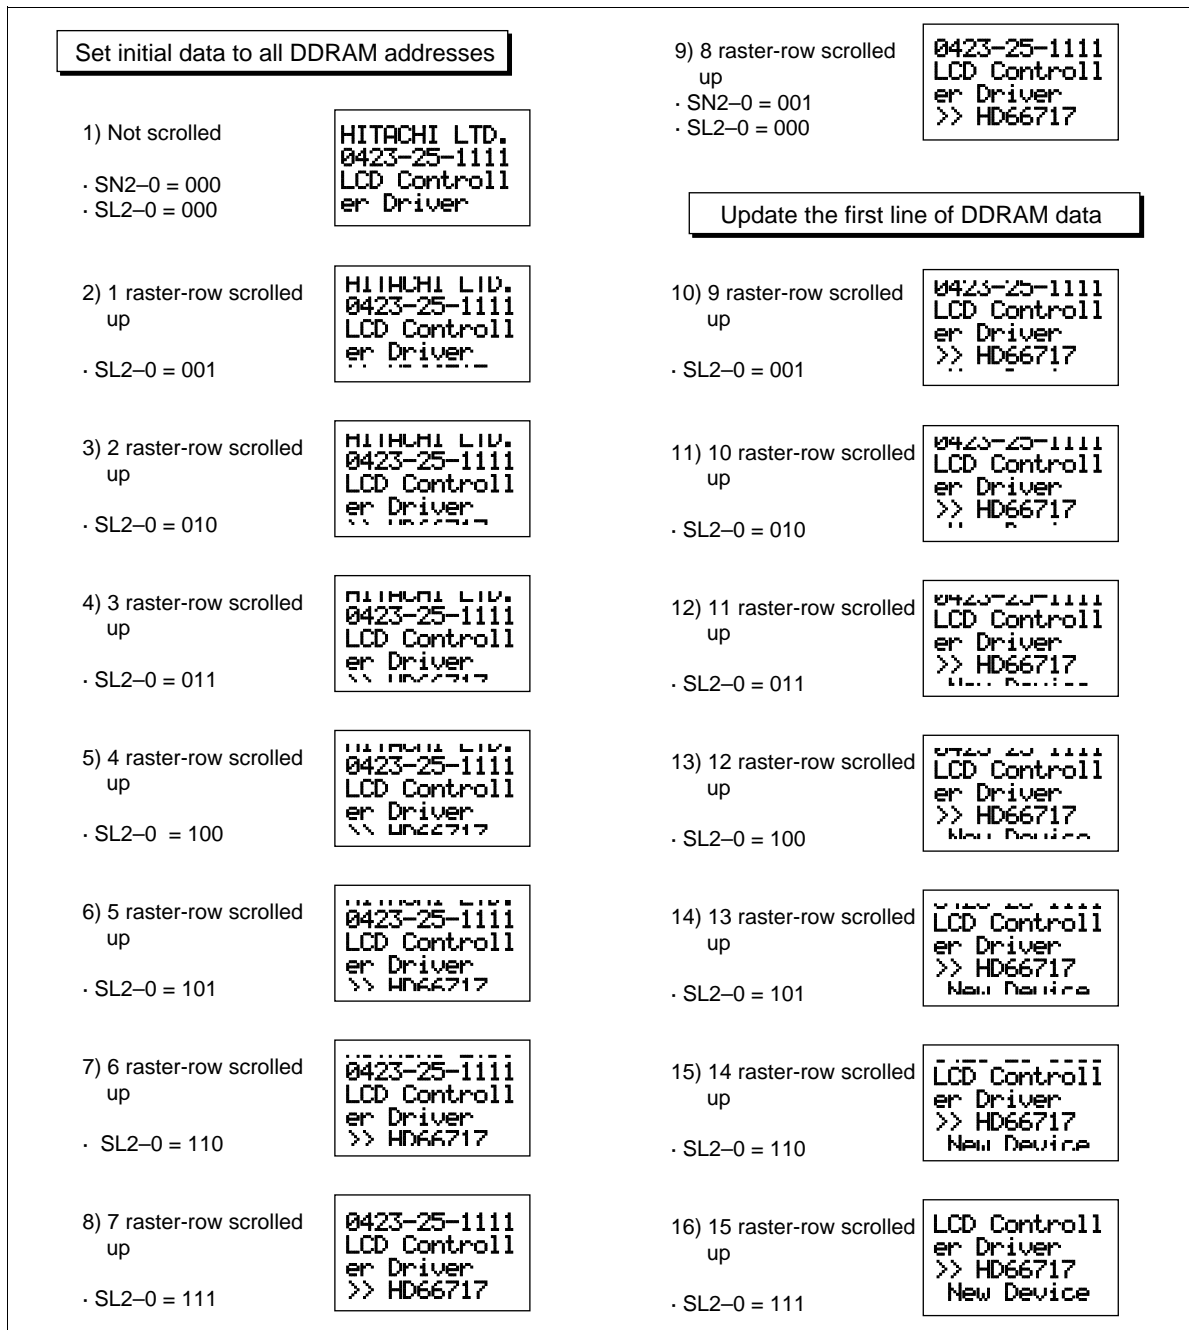 Set initial data to all DDRAM addresses
1) Not scrolled
· SN2–0 = 000
· SL2–0 = 000
HITACHI LTD.
0423-25-1111
LCD Controll
er Driver
2) 1 raster-row scrolled
up
· SL2–0 = 001
HITACHI LTD.
0423-25-1111
LCD Controll
er Driver
3) 2 raster-row scrolled
up
· SL2–0 = 010
HITACHI LTD.
0423-25-1111
LCD Controll
er Driver
4) 3 raster-row scrolled
up
· SL2–0 = 011
0423-25-1111
LCD Controll
er Driver
5) 4 raster-row scrolled
up
· SL2–0 = 100
0423-25-1111
LCD Controll
er Driver
6) 5 raster-row scrolled
up
· SL2–0 = 101
0423-25-1111
LCD Controll
er Driver
>> HD66717
7) 6 raster-row scrolled
up
· SL2–0 = 110
0423-25-1111
LCD Controll
er Driver
>> HD66717
8) 7 raster-row scrolled
up
· SL2–0 = 111
0423-25-1111
LCD Controll
er Driver
>> HD66717
9) 8 raster-row scrolled
up
· SN2–0 = 001
· SL2–0 = 000
0423-25-1111
LCD Controll
er Driver
>> HD66717
Update the first line of DDRAM data
10) 9 raster-row scrolled
up
· SL2–0 = 001
0423-25-1111
LCD Controll
er Driver
>> HD66717
11) 10 raster-row scrolled
up
· SL2–0 = 010
0423-25-1111
LCD Controll
er Driver
>> HD66717
12) 11 raster-row scrolled
up
· SL2–0 = 011
LCD Controll
er Driver
>> HD66717
13) 12 raster-row scrolled
up
· SL2–0 = 100
LCD Controll
er Driver
>> HD66717
14) 13 raster-row scrolled
up
· SL2–0 = 101
LCD Controll
er Driver
>> HD66717
New Device
15) 14 raster-row scrolled
up
· SL2–0 = 110
LCD Controll
er Driver
>> HD66717
New Device
16) 15 raster-row scrolled
up
· SL2–0 = 111
LCD Controll
er Driver
>> HD66717
New Device